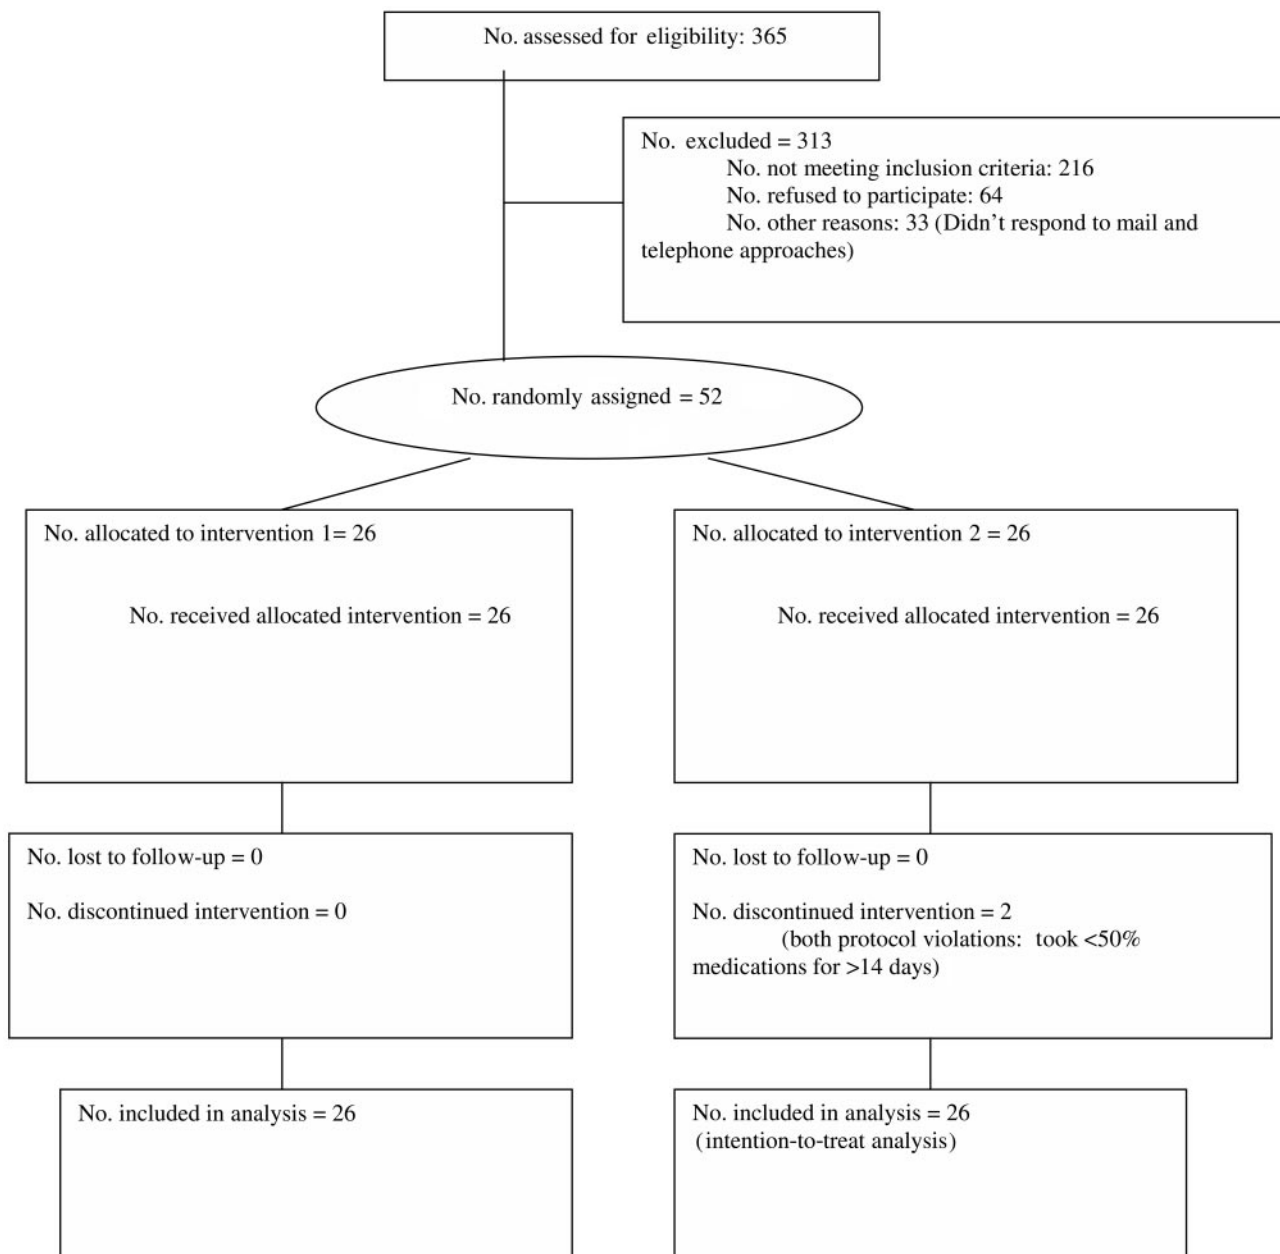 No. assessed for eligibility: 365
No. excluded = 313
No. not meeting inclusion criteria: 216
No. refused to participate: 64
No. other reasons: 33 (Didn't respond to mail and
telephone approaches)
No. randomly assigned = 52
No. allocated to intervention 1= 26
No. received allocated intervention = 26
No. allocated to intervention 2 = 26
No. received allocated intervention = 26
No. lost to follow-up = 0
No. discontinued intervention = 0
No. lost to follow-up = 0
No. discontinued intervention = 2
(both protocol violations: took <50%
medications for >14 days)
No. included in analysis = 26
No. included in analysis = 26
(intention-to-treat analysis)